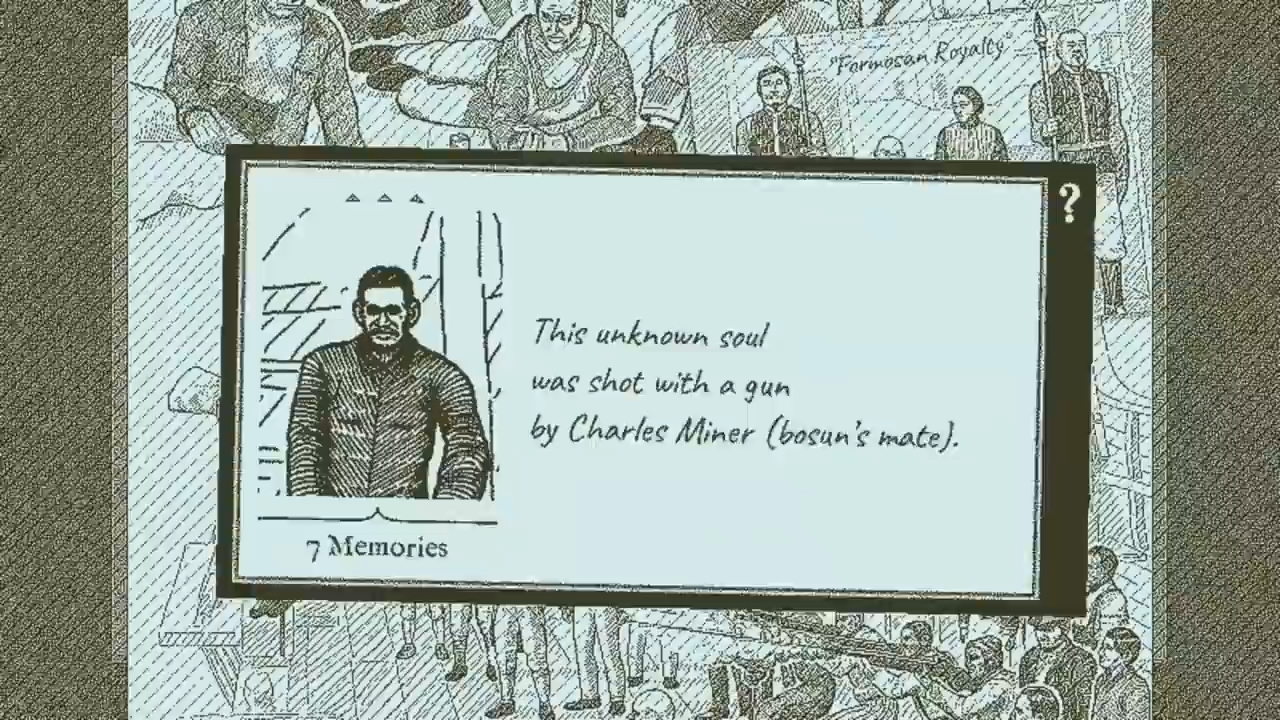 "Formosan Royalty"
?
This unknown soul
was shot with a gun
by Charles Miner (bosun's mate).
7 Memories